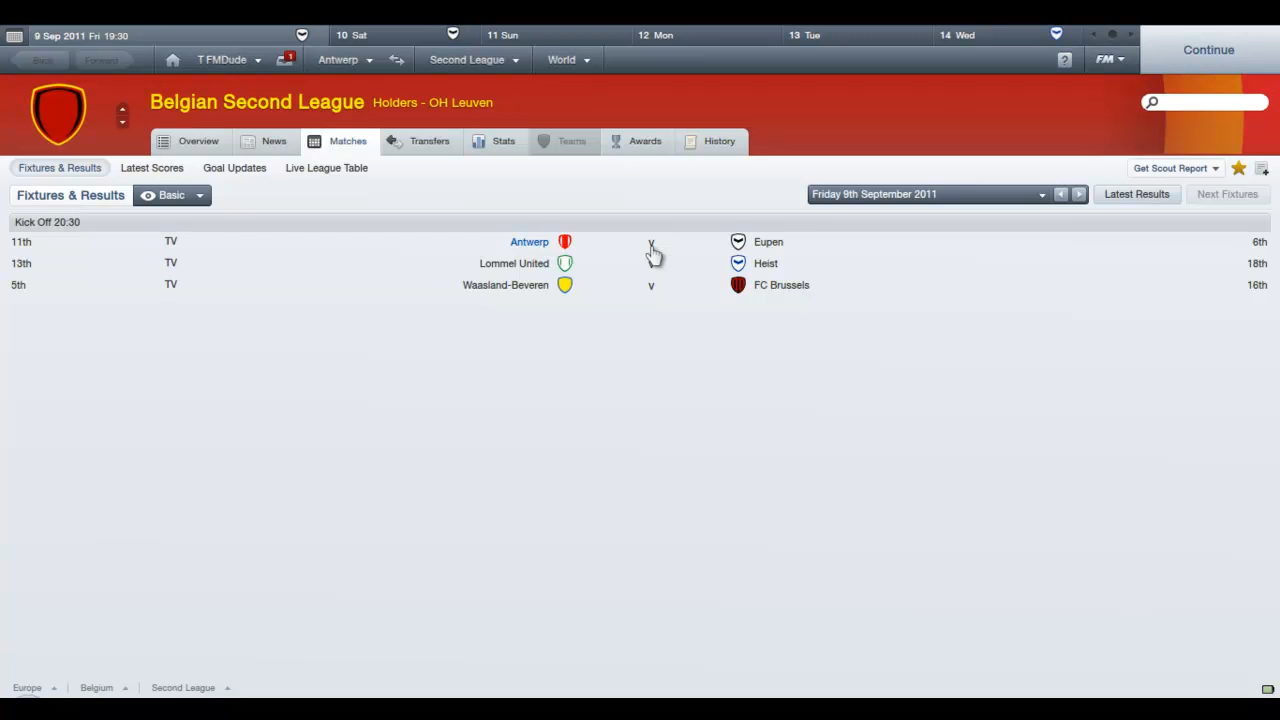 9 Sep 2011 Fri 19:30 10 Sat 11 Sun 12 Mon 13 Tue 14 Wed
Back Forward T FMDude 1 Antwerp Second League World ? FM Continue
Belgian Second League Holders - OH Leuven
Overview News Matches Transfers Stats Teams Awards History
Fixtures & Results Latest Scores Goal Updates Live League Table Get Scout Report
Fixtures & Results Basic Friday 9th September 2011 Latest Results Next Fixtures
Kick Off 20:30
11th TV Antwerp v Eupen 6th
13th TV Lommel United Heist 18th
5th TV Waasland-Beveren v FC Brussels 16th
Europe Belgium Second League